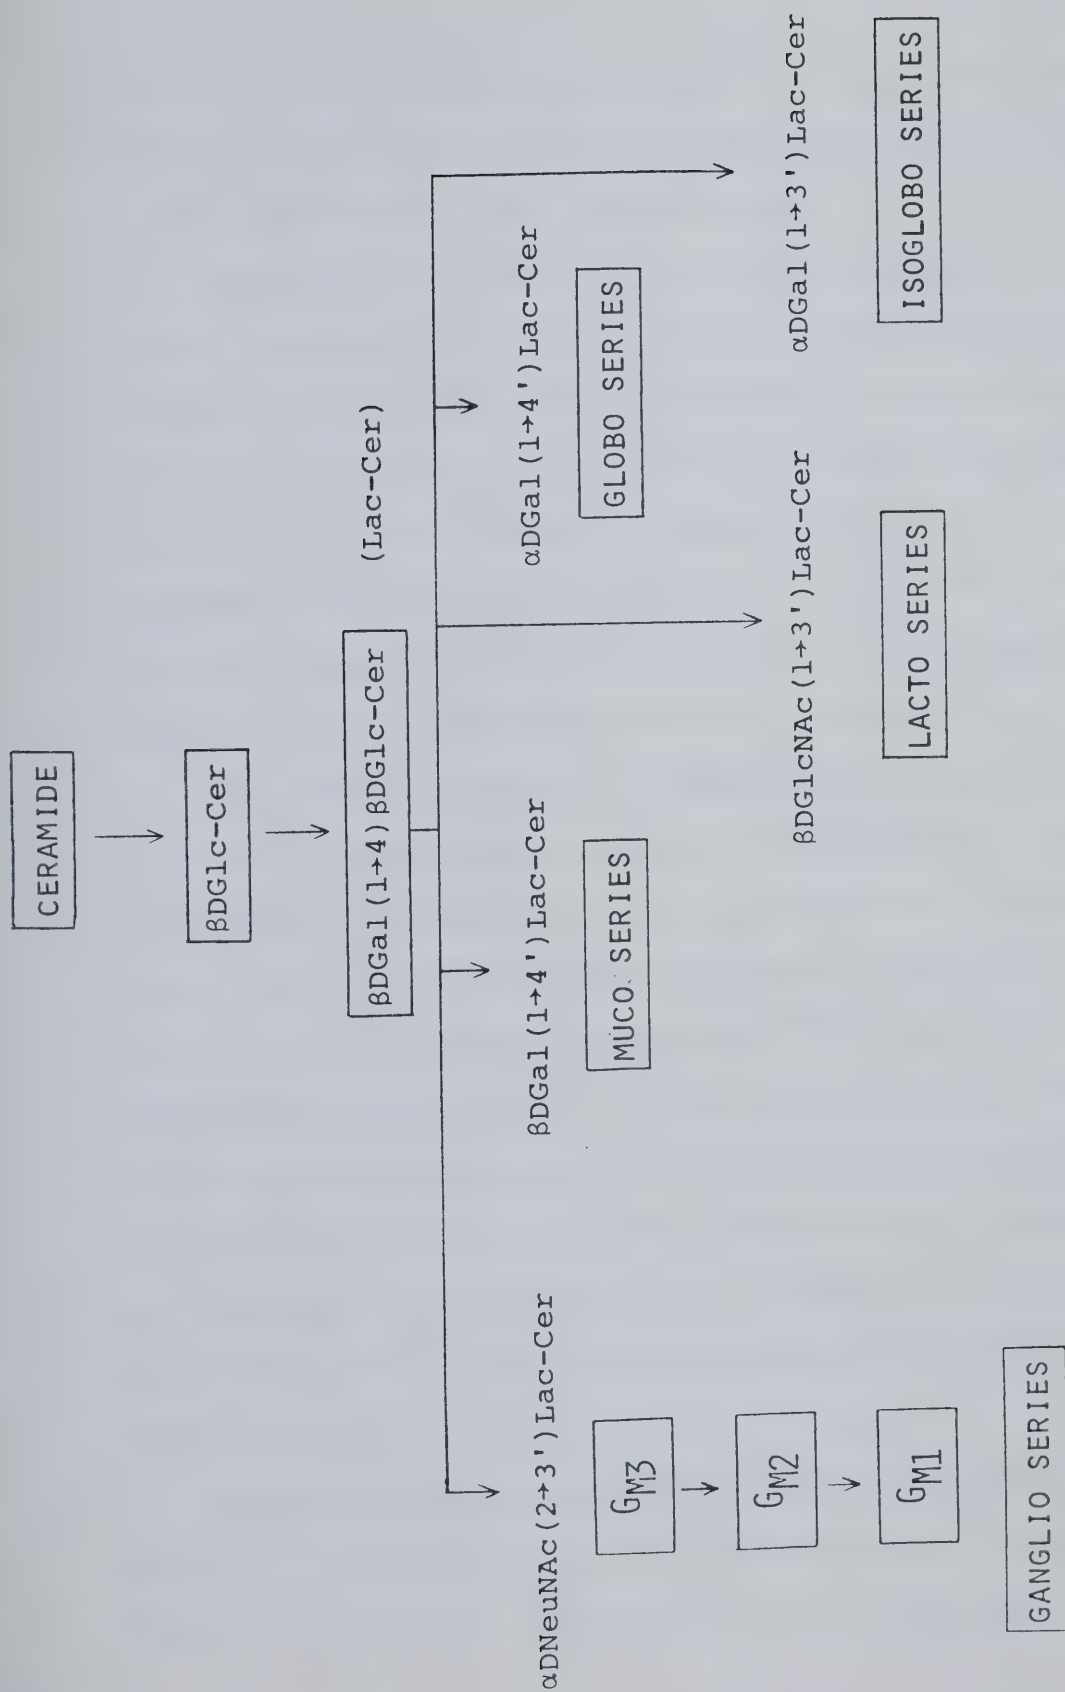 CERAMIDE
βDGlc-Cer
βDGal(1→4)βDGlc-Cer
(Lac-Cer)
αDNeuNAc(2→3')Lac-Cer
GM3
GM2
GM1
GANGLIO SERIES
βDGal(1→4')Lac-Cer
MUCO. SERIES
βDGlcNAc(1→3')Lac-Cer
LACTO SERIES
αDGal(1→4')Lac-Cer
GLOBO SERIES
αDGal(1→3')Lac-Cer
ISOGLOBO SERIES